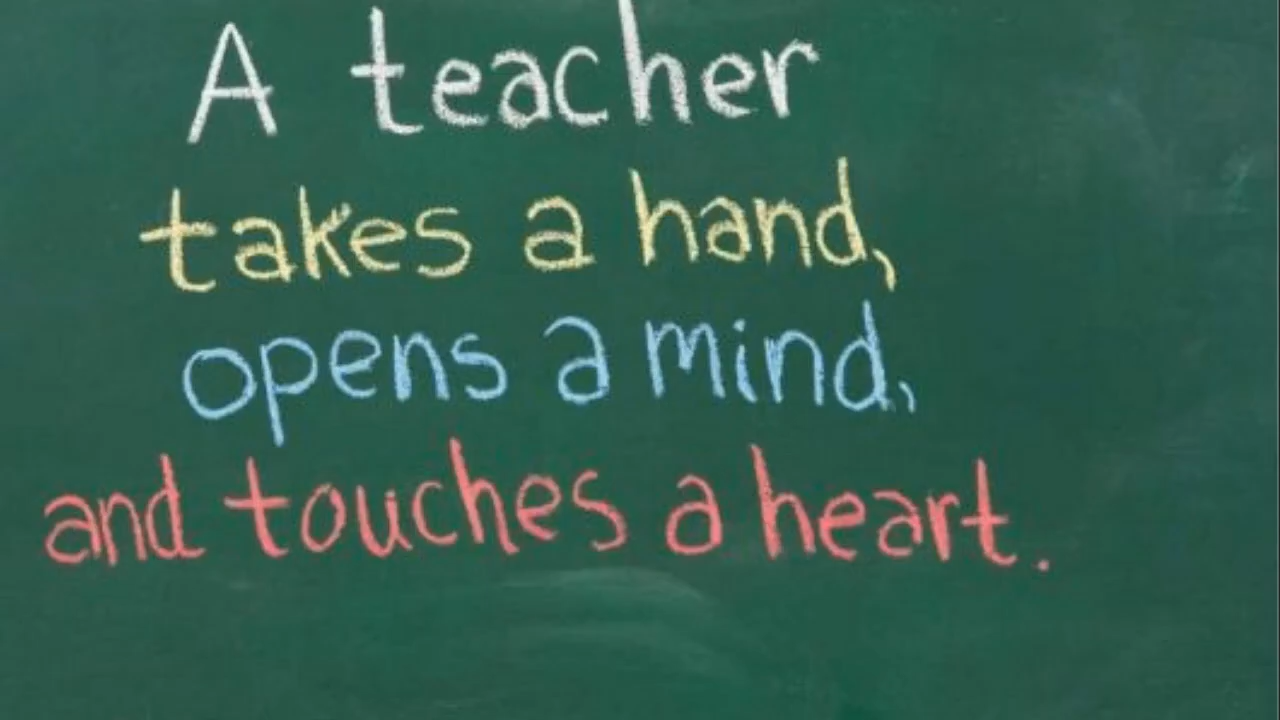 A teacher
takes a hand,
opens a mind,
and touches a heart.